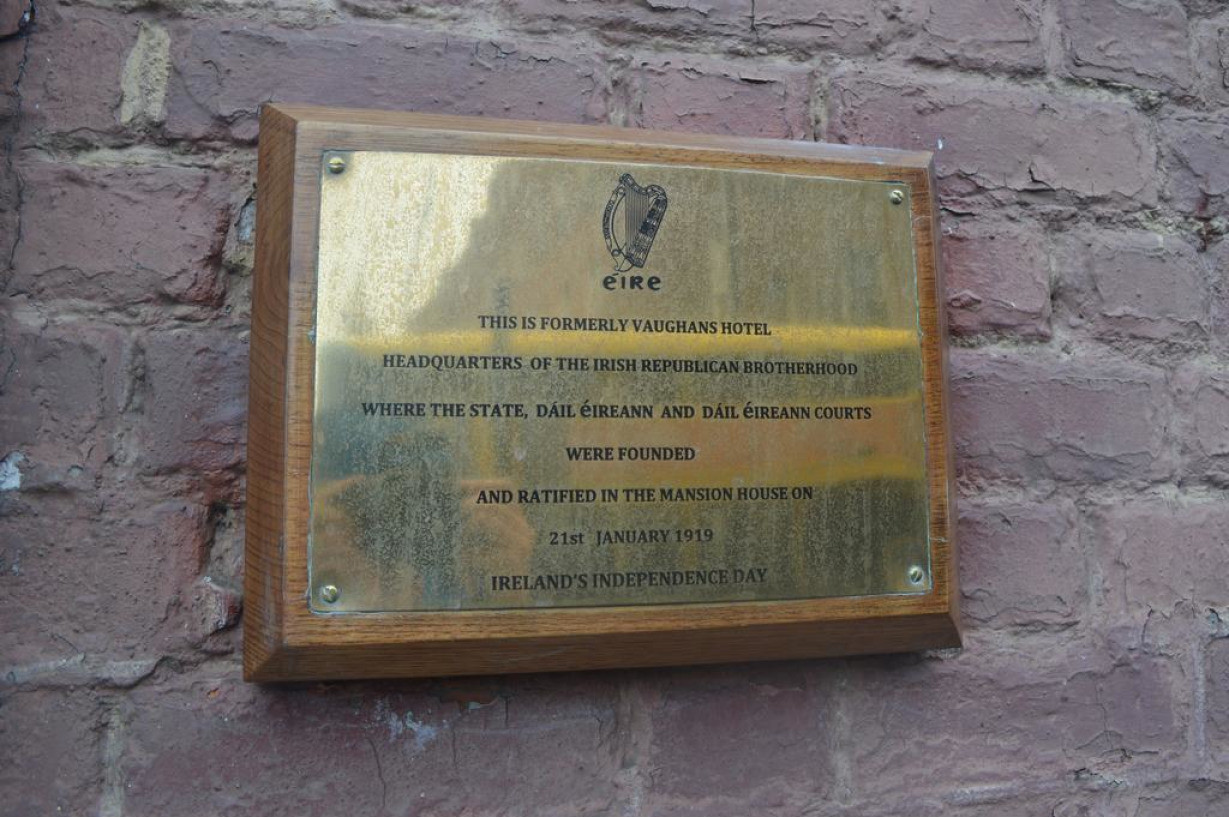 éIRe
THIS IS FORMERLY VAUGHANS HOTEL
HEADQUARTERS OF THE IRISH REPUBLICAN BROTHERHOOD
WHERE THE STATE, DÁIL éIREANN AND DÁIL éIREANN COURTS
WERE FOUNDED
AND RATIFIED IN THE MANSION HOUSE ON
21st JANUARY 1919
IRELAND'S INDEPENDENCE DAY